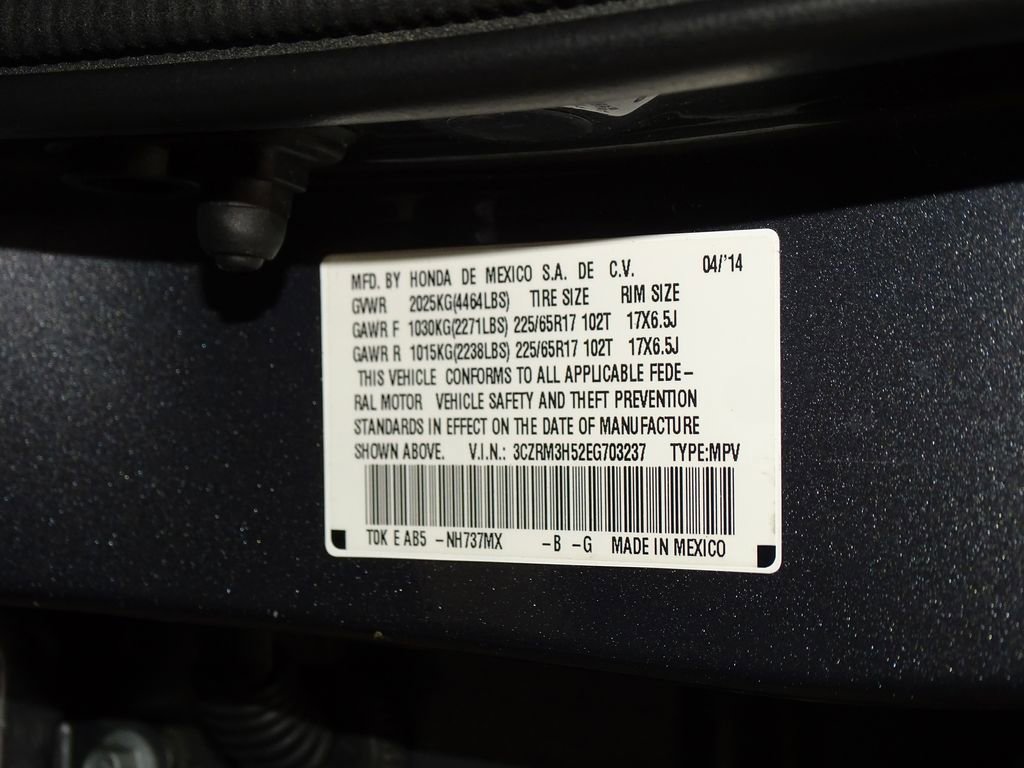 MFD. BY HONDA DE MEXICO S.A. DE C.V. 04/'14
GVWR 2025KG(4464LBS) TIRE SIZE RIM SIZE
GAWR F 1030KG(2271LBS) 225/65R17 102T 17X6.5J
GAWR R 1015KG(2238LBS) 225/65R17 102T 17X6.5J
THIS VEHICLE CONFORMS TO ALL APPLICABLE FEDE-
RAL MOTOR VEHICLE SAFETY AND THEFT PREVENTION
STANDARDS IN EFFECT ON THE DATE OF MANUFACTURE
SHOWN ABOVE. V.I.N.: 3CZRM3H52EG703237 TYPE:MPV
TOK E AB5 -NH737MX -B -G MADE IN MEXICO